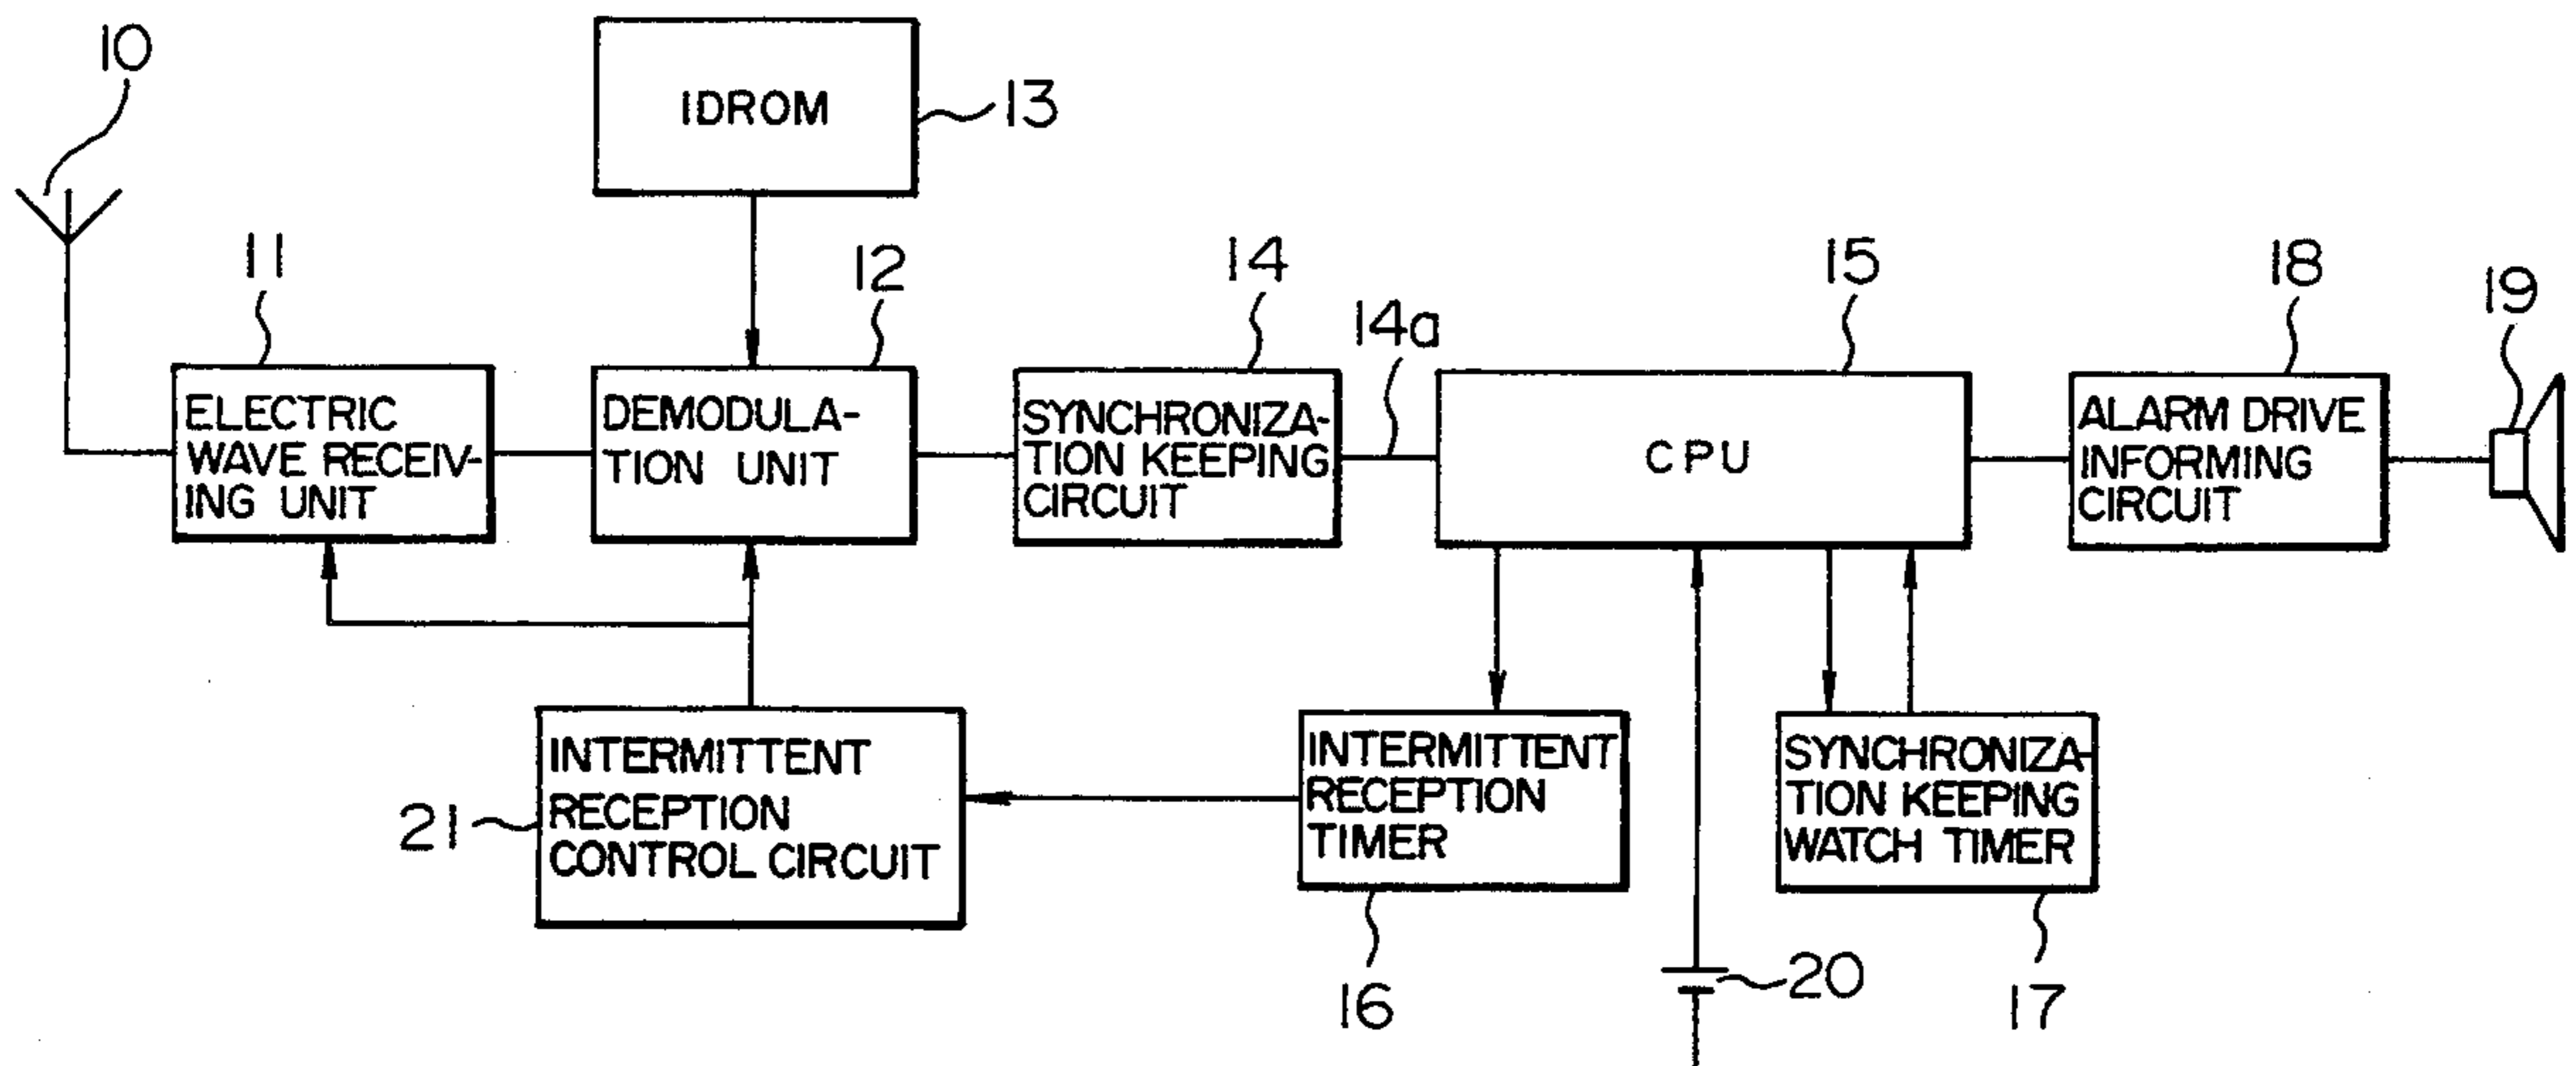 10
IDROM
13
11
12
14
14a
15
18
19
ELECTRIC
WAVE RECEIV-
ING UNIT
DEMODULA-
TION UNIT
SYNCHRONIZA-
TION KEEPING
CIRCUIT
CPU
ALARM DRIVE
INFORMING
CIRCUIT
21
INTERMITTENT
RECEPTION
CONTROL CIRCUIT
INTERMITTENT
RECEPTION
TIMER
SYNCHRONIZA-
TION KEEPING
WATCH TIMER
16
20
17